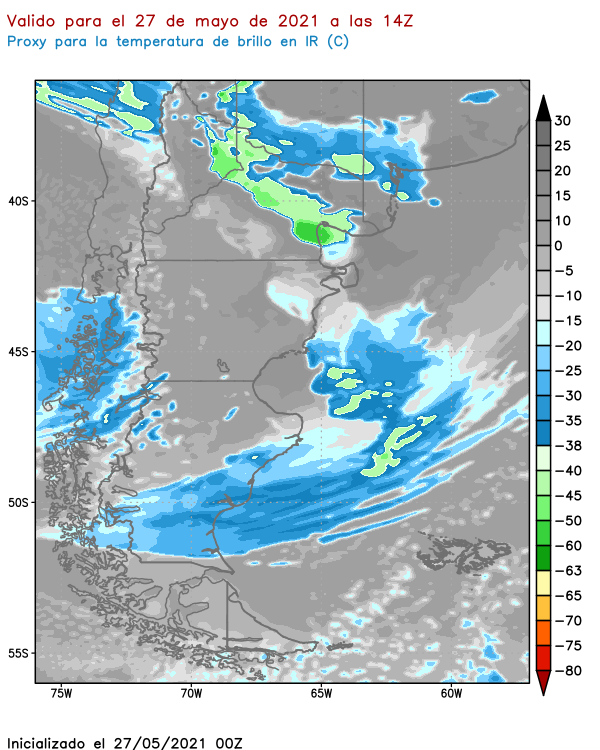 Valido para el 27 de mayo de 2021 a las 14Z
Proxy para la temperatura de brillo en IR (C)
30
25
20
15
10
0
−5
−10
−15
−20
−25
−30
−35
−38
−40
−45
−50
−60
−63
−65
−70
−75
−80
40S
45S
50S
55S
75W
70W
65W
60W
Inicializado el 27/05/2021 00Z